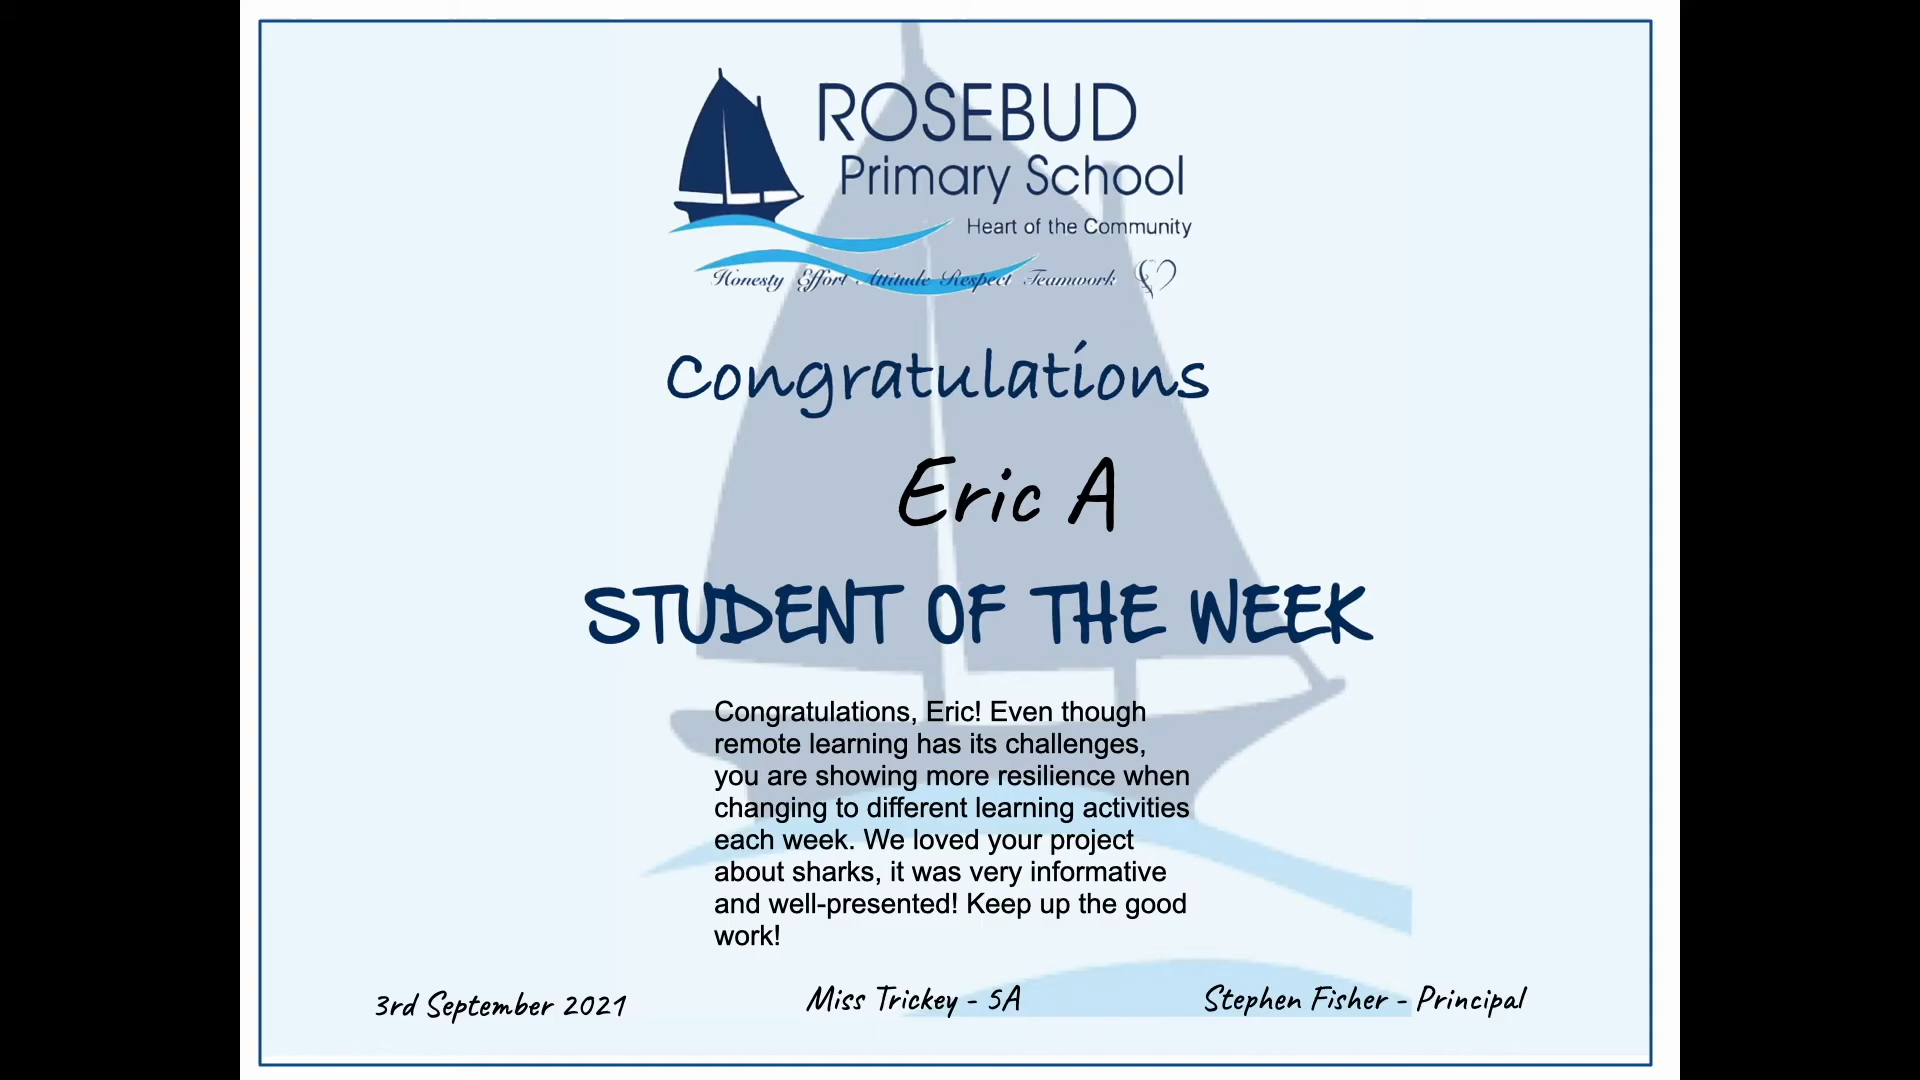 ROSEBUD
Primary School
Heart of the Community
Honesty Effort Attitude Respect Teamwork
Congratulations
Eric A
STUDENT OF THE WEEK
Congratulations, Eric! Even though
remote learning has its challenges,
you are showing more resilience when
changing to different learning activities
each week. We loved your project
about sharks, it was very informative
and well-presented! Keep up the good
work!
3rd September 2021
Miss Trickey - 5A
Stephen Fisher - Principal